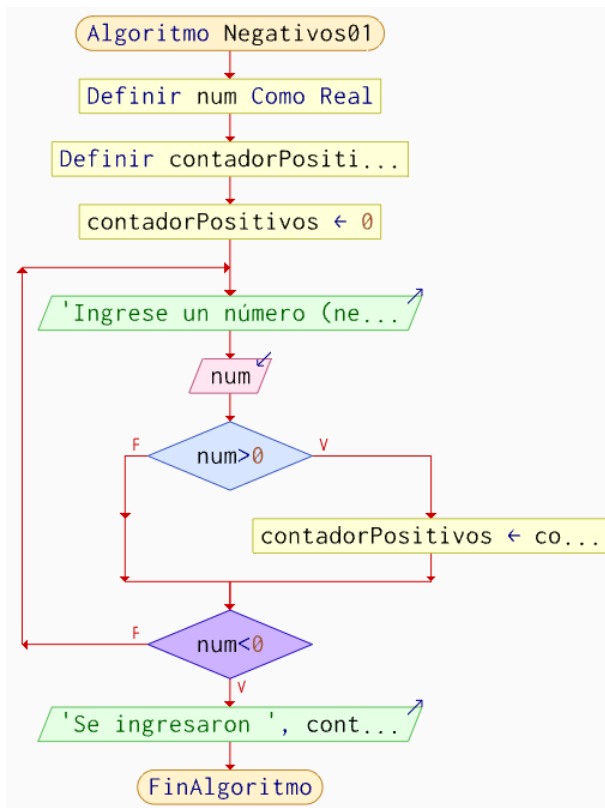 Algoritmo Negativos01
Definir num Como Real
Definir contadorPositi...
contadorPositivos ← 0
'Ingrese un número (ne...
num
F
num>0
V
contadorPositivos ← co...
F
num<0
V
'Se ingresaron ', cont...
FinAlgoritmo